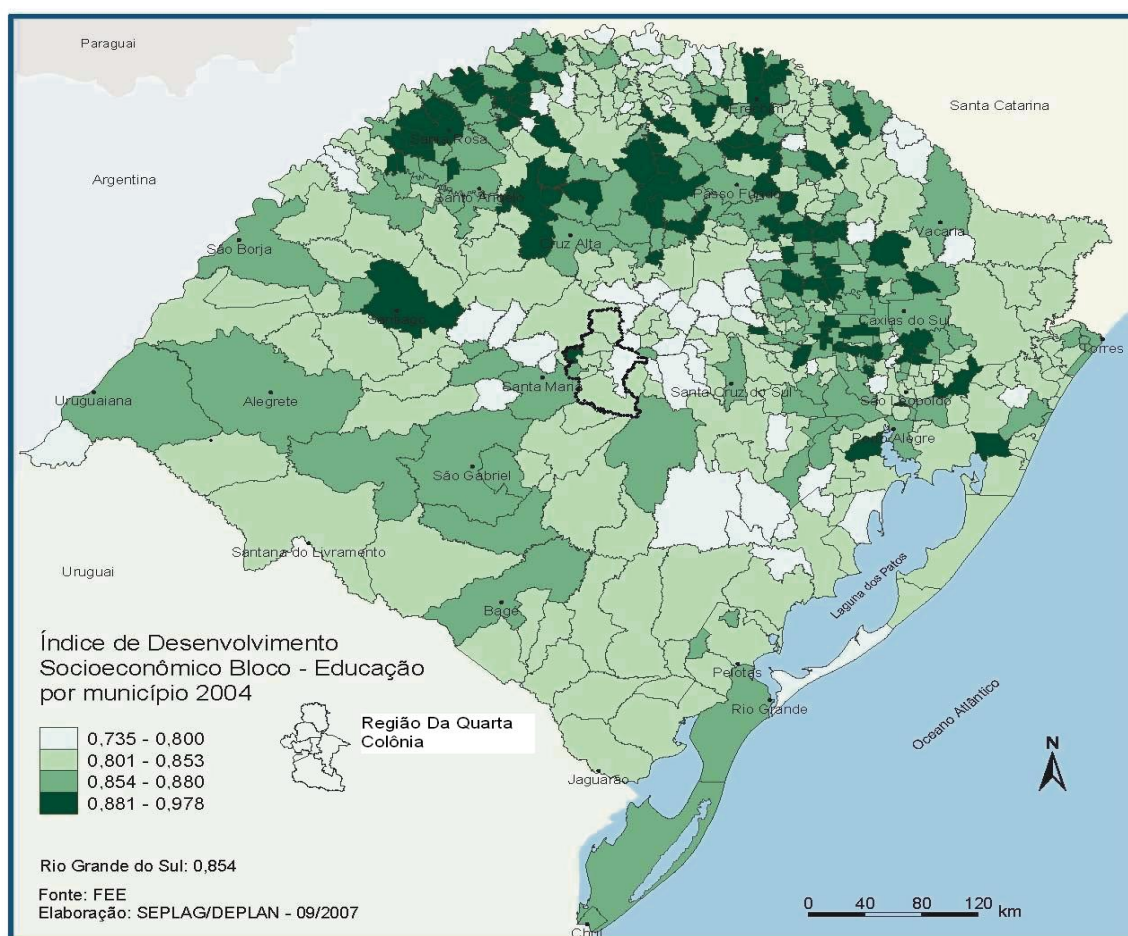 Paraguai
Santa Catarina
Argentina
Erechim
Santa Rosa
Santo Ângelo
Passo Fundo
Cruz Alta
Vacaria
São Borja
Santiago
Caxias do Sul
Torres
Uruguaiana
Alegrete
Santa Maria
Santa Cruz do Sul
São Leopoldo
Porto Alegre
São Gabriel
Santana do Livramento
Uruguai
Laguna dos Patos
Bagé
Pelotas
Rio Grande
Oceano Atlântico
Jaguarão
Chuí
Índice de Desenvolvimento
Socioeconômico Bloco - Educação
por município 2004
0,735 - 0,800
0,801 - 0,853
0,854 - 0,880
0,881 - 0,978
Região Da Quarta
Colônia
N
Rio Grande do Sul: 0,854
Fonte: FEE
Elaboração: SEPLAG/DEPLAN - 09/2007
0 20 40 80 120
km